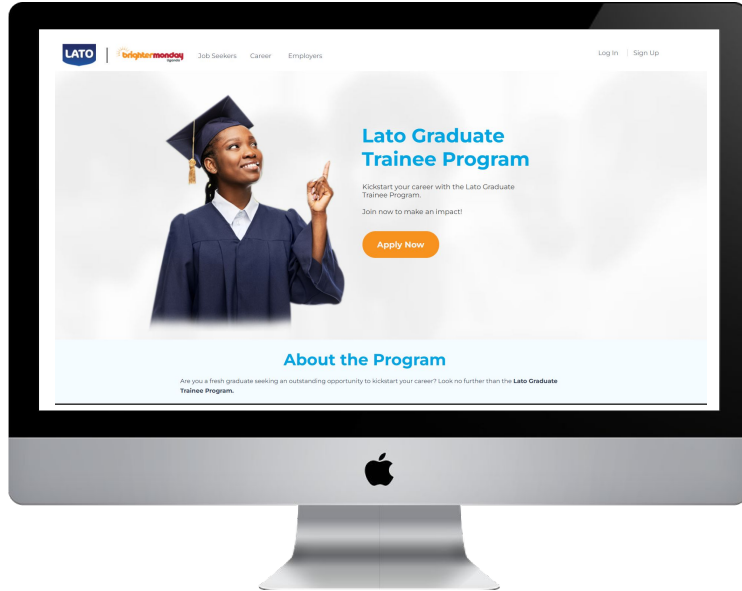 LATO
brightermonday
Uganda
Job Seekers
Career
Employers
Log In
Sign Up
Lato Graduate
Trainee Program
Kickstart your career with the Lato Graduate
Trainee Program.
Join now to make an impact!
Apply Now
About the Program
Are you a fresh graduate seeking an outstanding opportunity to kickstart your career? Look no further than the Lato Graduate
Trainee Program.